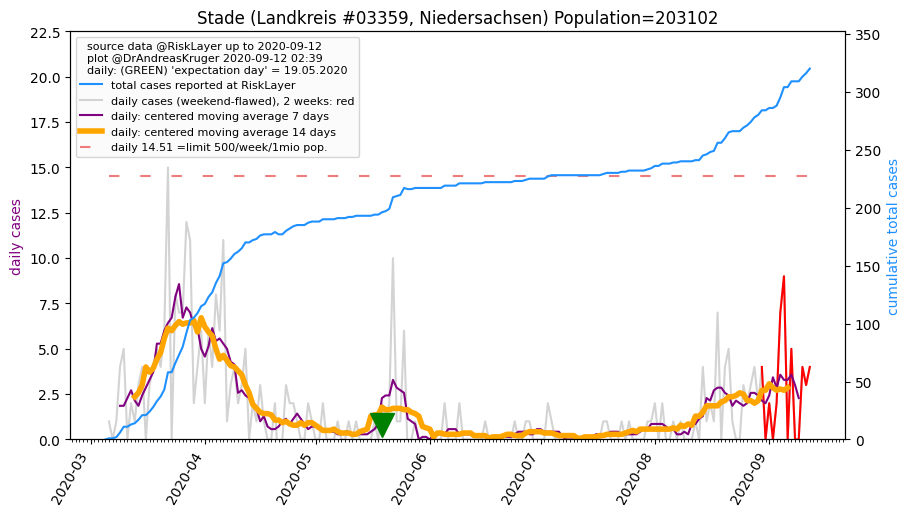 Stade (Landkreis #03359, Niedersachsen) Population=203102
source data @RiskLayer up to 2020-09-12
plot @DrAndreasKruger 2020-09-12 02:39
daily: (GREEN) 'expectation day' = 19.05.2020
total cases reported at RiskLayer
daily cases (weekend-flawed), 2 weeks: red
daily: centered moving average 7 days
daily: centered moving average 14 days
daily 14.51 =limit 500/week/1mio pop.
daily cases
22.5
20.0
17.5
15.0
12.5
10.0
7.5
5.0
2.5
0.0
350
300
250
200
150
100
50
0
cumulative total cases
2020-03
2020-04
2020-05
2020-06
2020-07
2020-08
2020-09